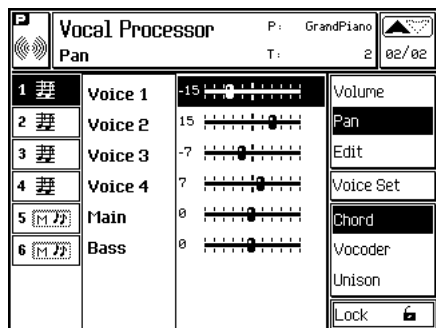 P Vocal Processor P: GrandPiano
Pan T: 2 02/02
1 Voice 1 -15 Volume
2 Voice 2 15 Pan
3 Voice 3 -7 Edit
4 Voice 4 7 Voice Set
5 M Main 0 Chord
6 M Bass 0 Vocoder
Unison
Lock